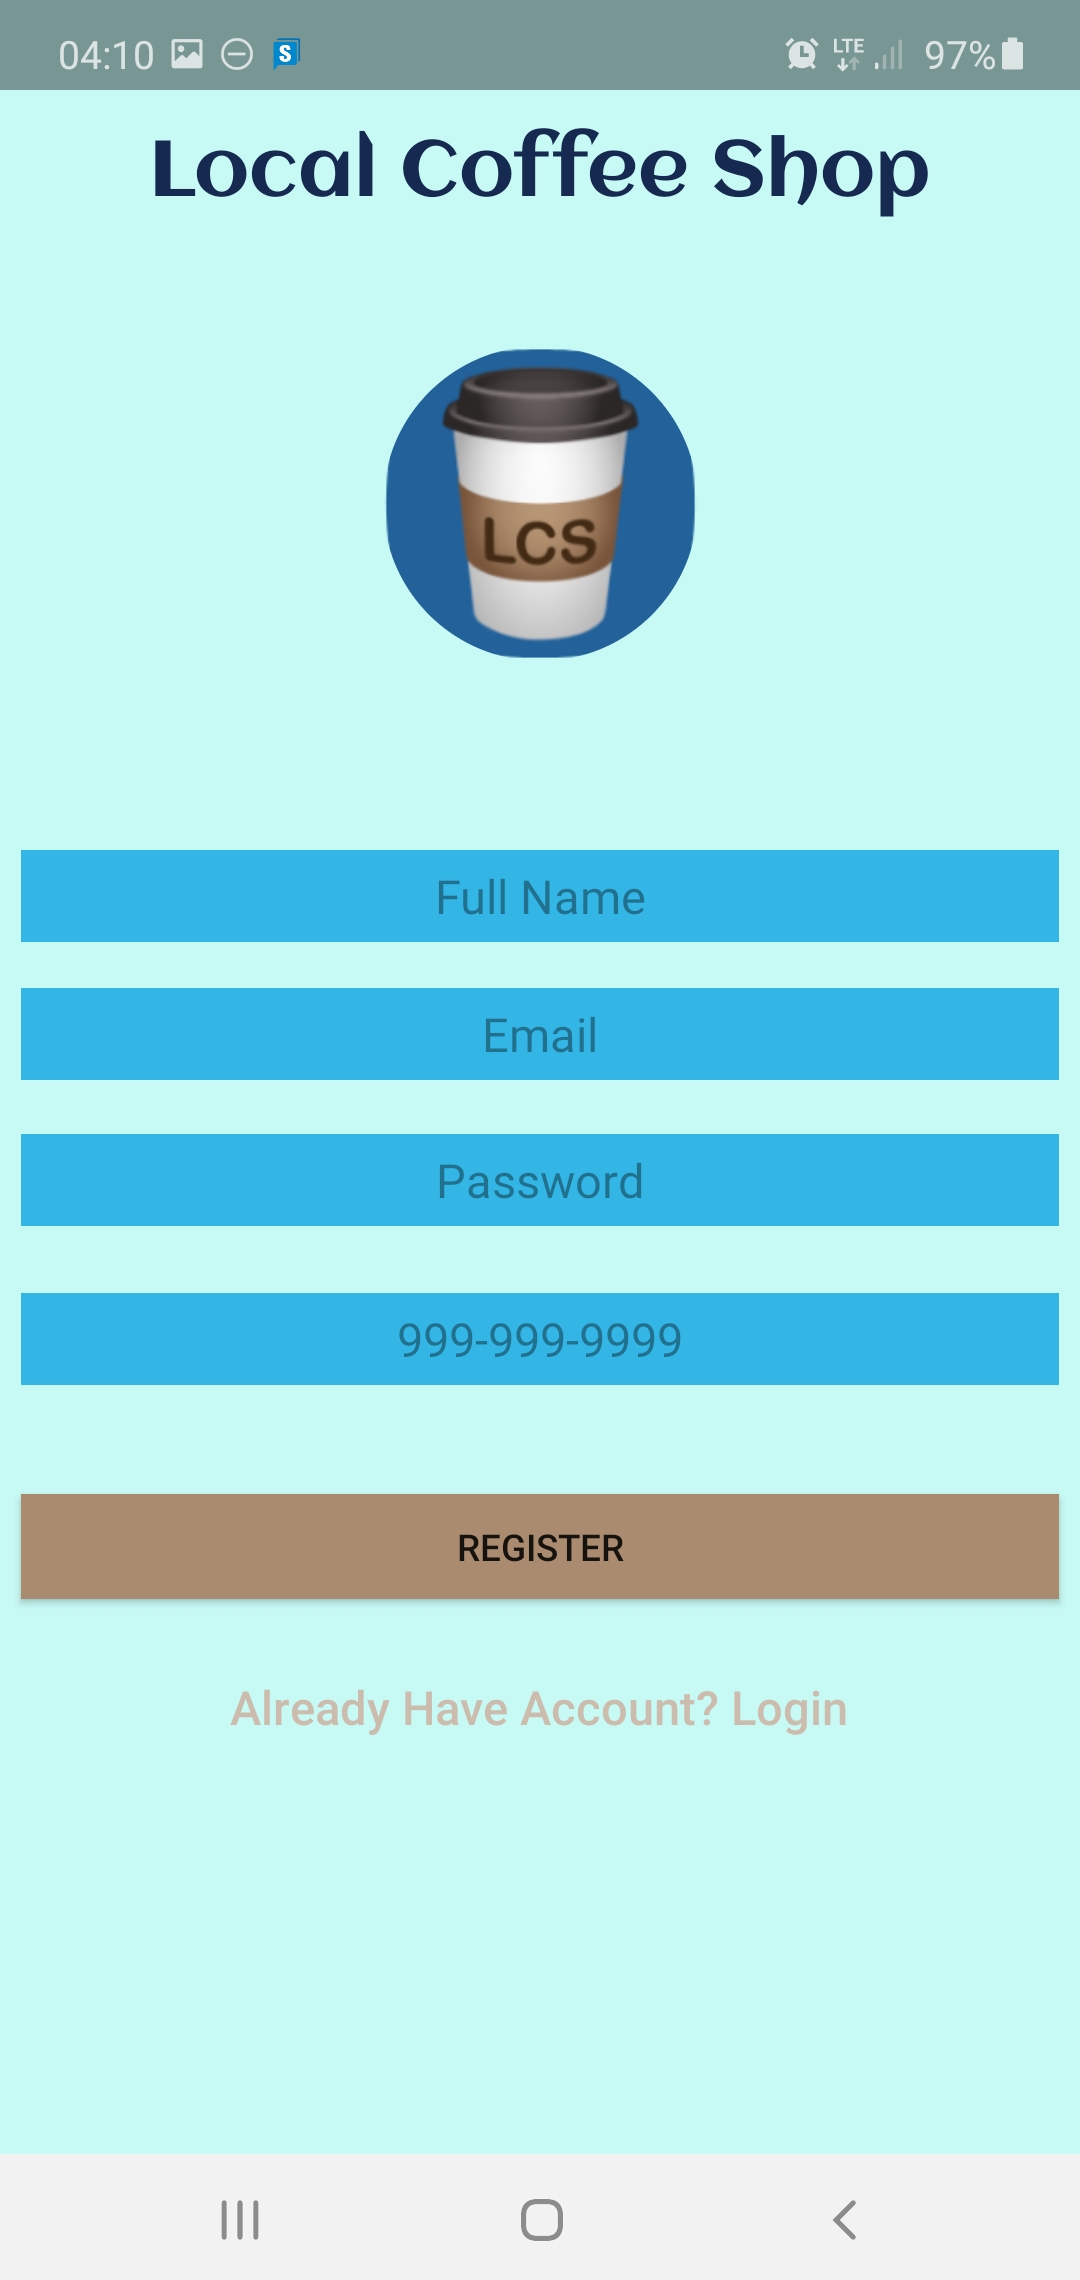 04:10 S LTE 97%
Local Coffee Shop
LCS
Full Name
Email
Password
999-999-9999
REGISTER
Already Have Account? Login